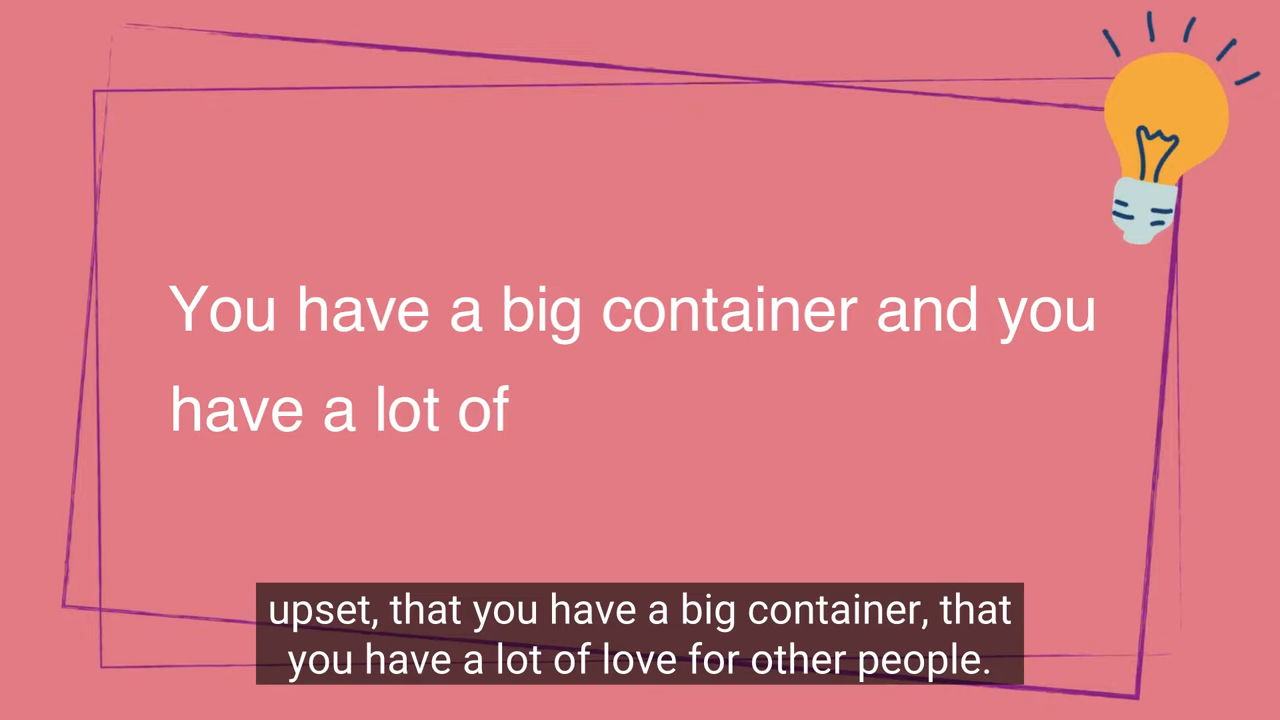 You have a big container and you
have a lot of
upset, that you have a big container, that
you have a lot of love for other people.